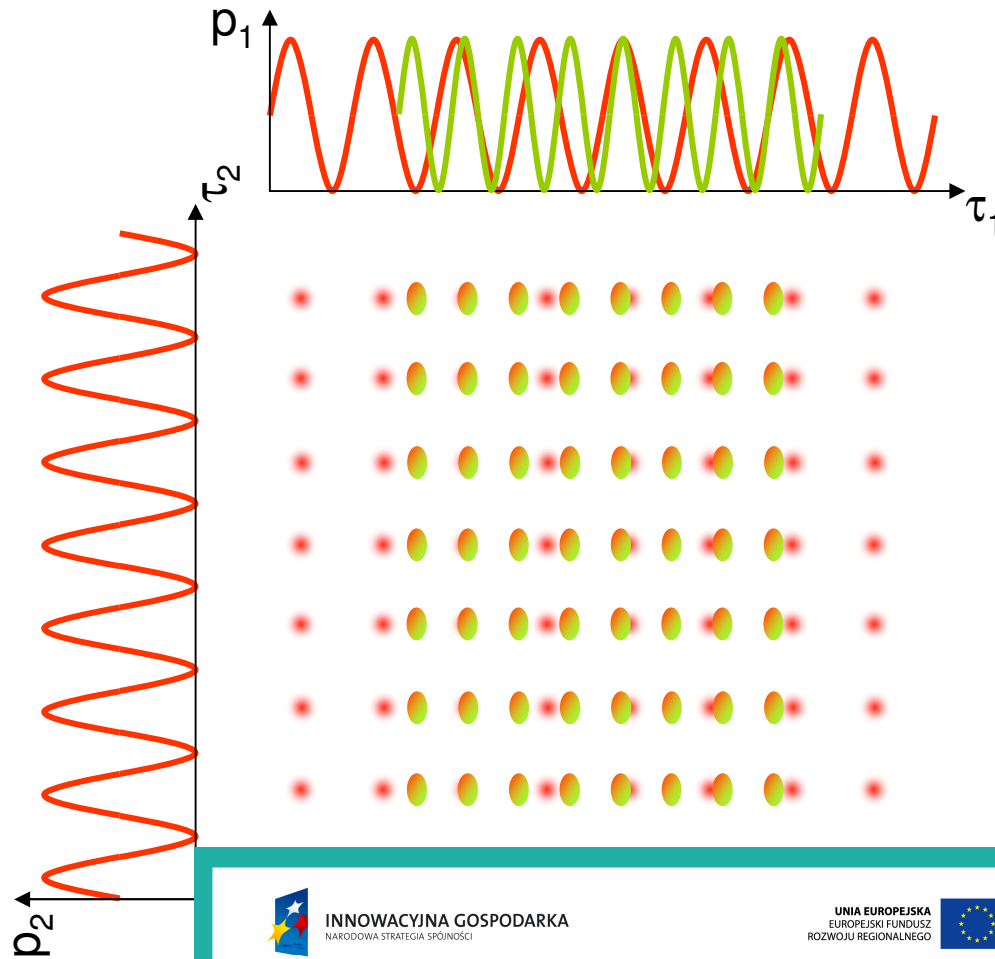 p1
τ2
τ1
p2
INNOWACYJNA GOSPODARKA
NARODOWA STRATEGIA SPÓJNOŚCI
UNIA EUROPEJSKA
EUROPEJSKI FUNDUSZ
ROZWOJU REGIONALNEGO